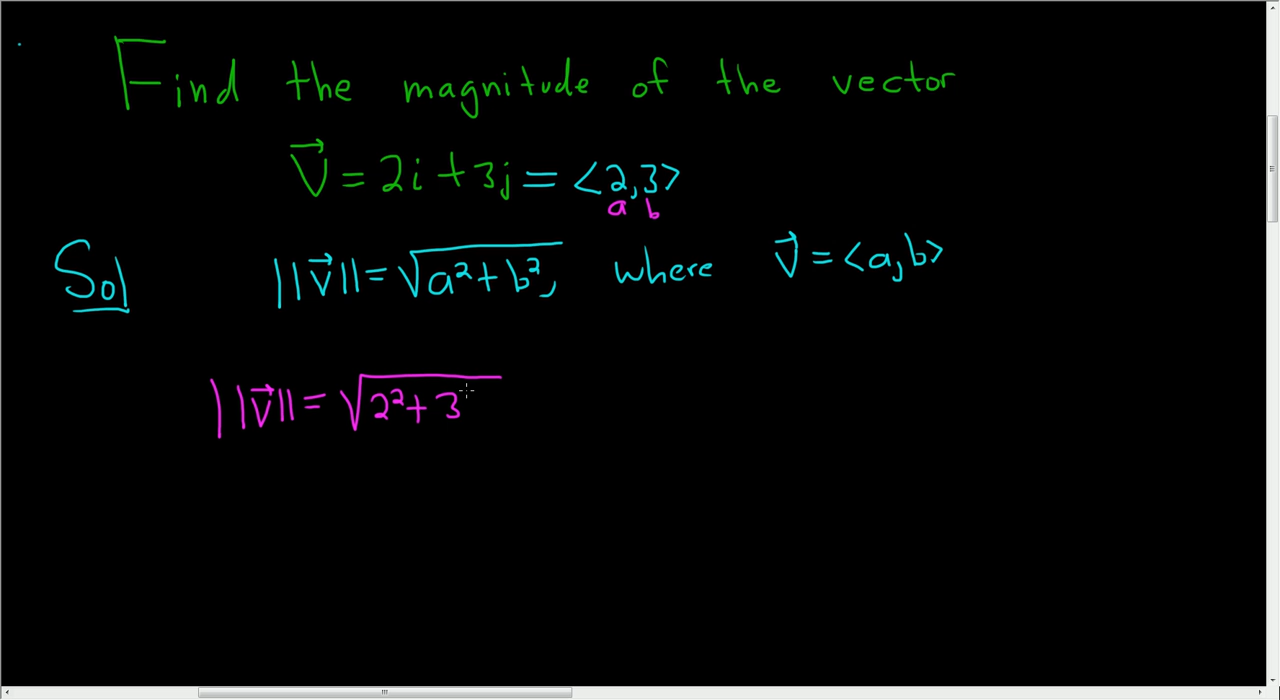 Find the magnitude of the vector
v⃗ = 2i + 3j = <2,3>
a b
Sol ||v⃗|| = √(a² + b²), where v⃗ = <a,b>
||v⃗|| = √(2² + 3)